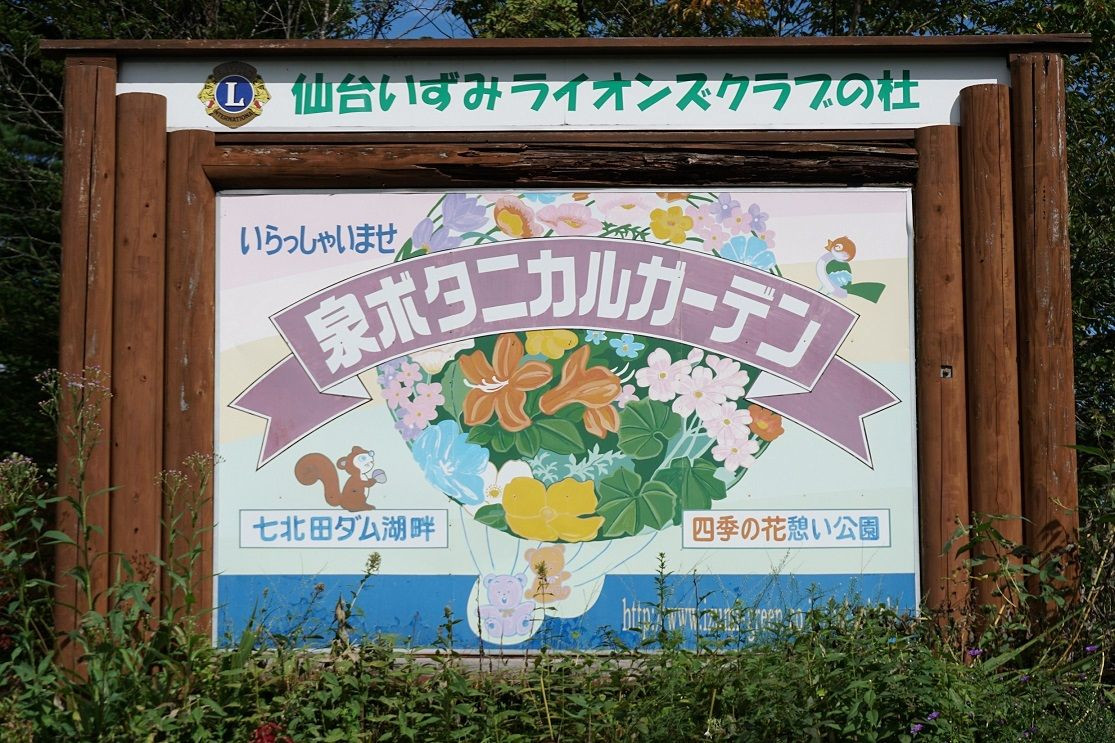 L
INTERNATIONAL
仙台いずみライオンズクラブの杜
いらっしゃいませ
泉ボタニカルガーデン
七北田ダム湖畔
四季の花憩い公園